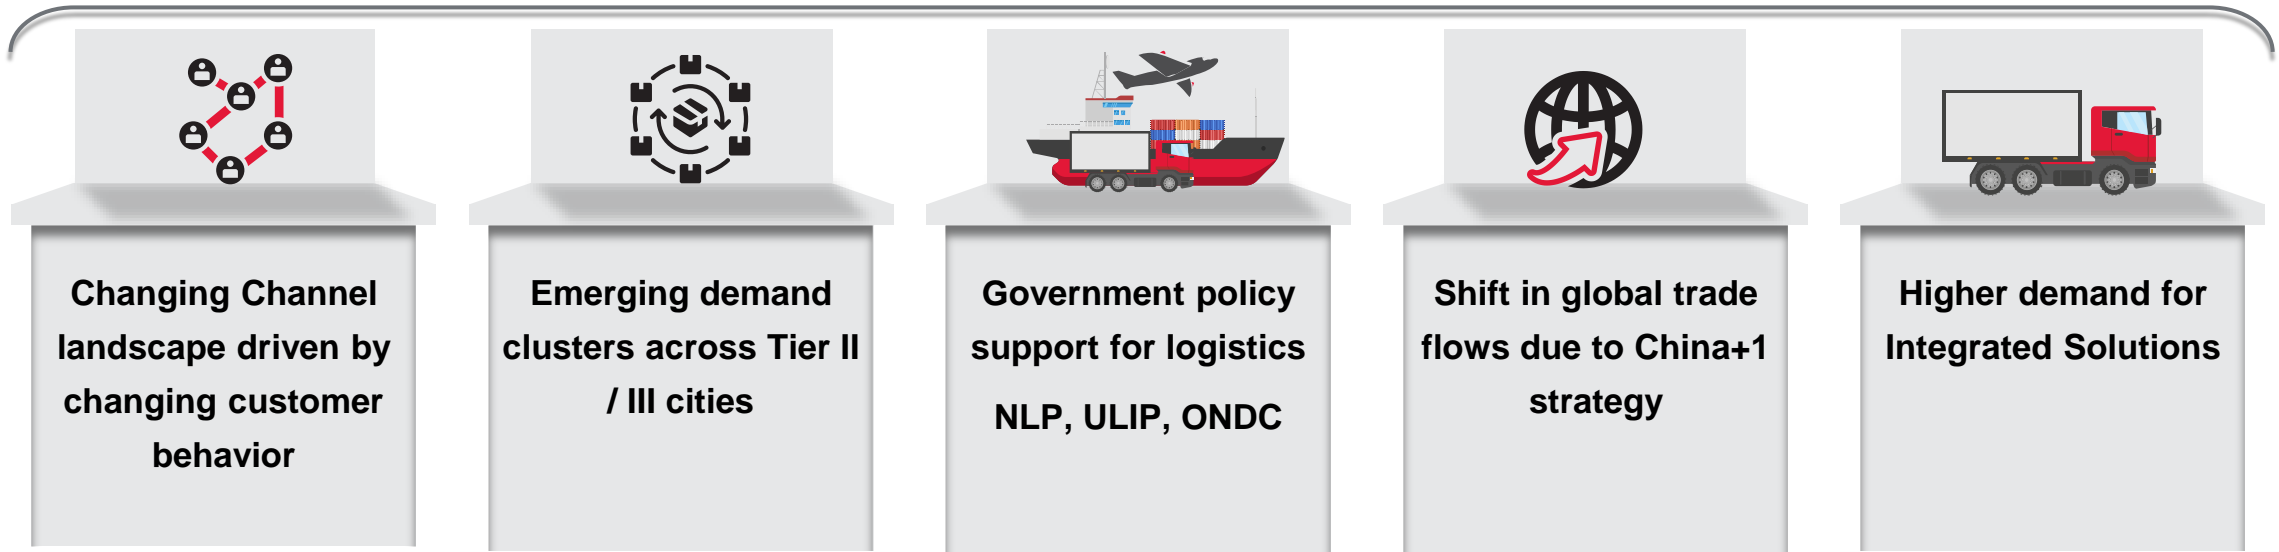 Changing Channel
landscape driven by
changing customer
behavior
Emerging demand
clusters across Tier II
/ III cities
Government policy
support for logistics
NLP, ULIP, ONDC
Shift in global trade
flows due to China+1
strategy
Higher demand for
Integrated Solutions